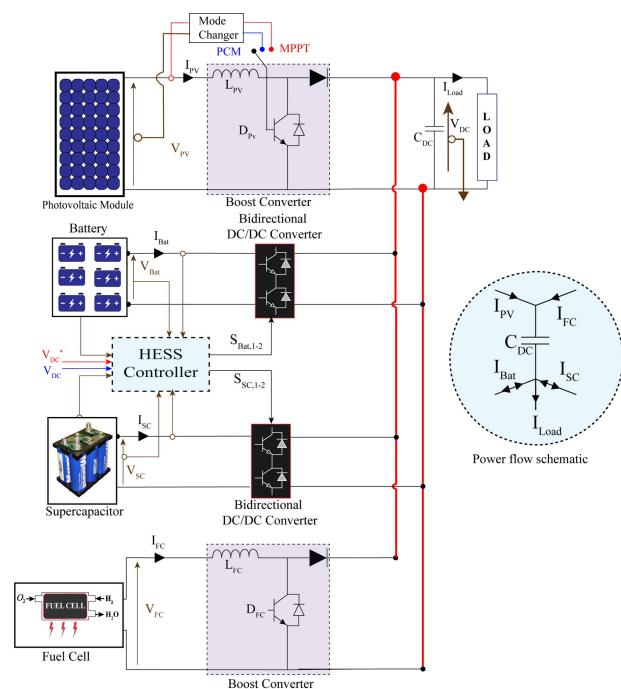 Mode
Changer
PCM
MPPT
I_PV
L_PV
D_Pv
V_PV
I_Load
V_DC
C_DC
LOAD
Photovoltaic Module
Boost Converter
Battery
Bidirectional
DC/DC Converter
I_Bat
V_Bat
S_Bat,1-2
V_DC*
V_DC
HESS
Controller
S_SC,1-2
I_SC
V_SC
Supercapacitor
Bidirectional
DC/DC Converter
I_PV
I_FC
C_DC
I_Bat
I_SC
I_Load
Power flow schematic
I_FC
L_FC
O₂
FUEL CELL
H₂
H₂O
V_FC
D_FC
Fuel Cell
Boost Converter